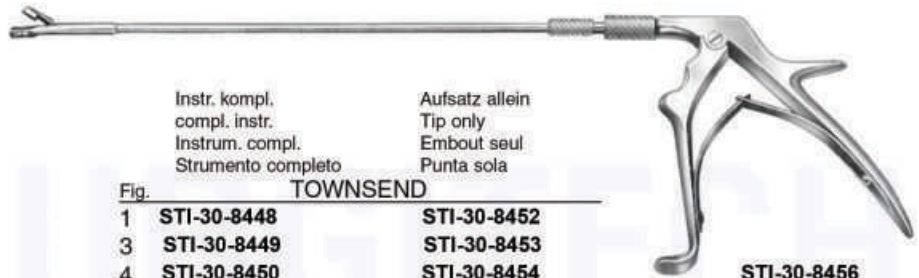 Instr. kompl. Aufsatz allein
compl. instr. Tip only
Instrum. compl. Embout seul
Strumento completo Punta sola
Fig. TOWNSEND
1 STI-30-8448 STI-30-8452
3 STI-30-8449 STI-30-8453
4 STI-30-8450 STI-30-8454 STI-30-8456